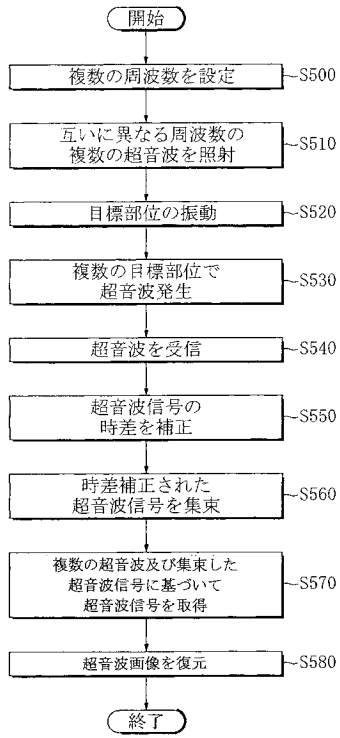 開始
複数の周波数を設定
S500
互いに異なる周波数の
複数の超音波を照射
S510
目標部位の振動
S520
複数の目標部位で
超音波発生
S530
超音波を受信
S540
超音波信号の
時差を補正
S550
時差補正された
超音波信号を集束
S560
複数の超音波及び集束した
超音波信号に基づいて
超音波信号を取得
S570
超音波画像を復元
S580
終了